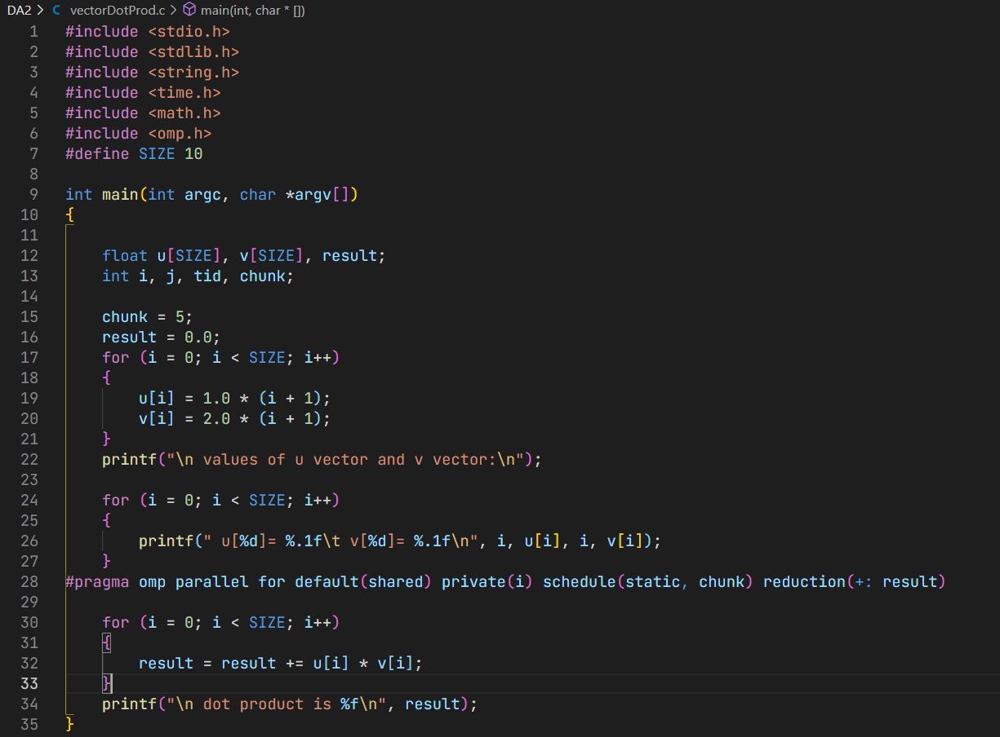 DA2 > C vectorDotProd.c > main(int, char * [])
1 #include <stdio.h>
2 #include <stdlib.h>
3 #include <string.h>
4 #include <time.h>
5 #include <math.h>
6 #include <omp.h>
7 #define SIZE 10
8
9 int main(int argc, char *argv[])
10 {
11
12     float u[SIZE], v[SIZE], result;
13     int i, j, tid, chunk;
14
15     chunk = 5;
16     result = 0.0;
17     for (i = 0; i < SIZE; i++)
18     {
19         u[i] = 1.0 * (i + 1);
20         v[i] = 2.0 * (i + 1);
21     }
22     printf("\n values of u vector and v vector:\n");
23
24     for (i = 0; i < SIZE; i++)
25     {
26         printf(" u[%d]= %.1f\t v[%d]= %.1f\n", i, u[i], i, v[i]);
27     }
28 #pragma omp parallel for default(shared) private(i) schedule(static, chunk) reduction(+: result)
29
30     for (i = 0; i < SIZE; i++)
31     {
32         result = result += u[i] * v[i];
33     }
34     printf("\n dot product is %f\n", result);
35 }